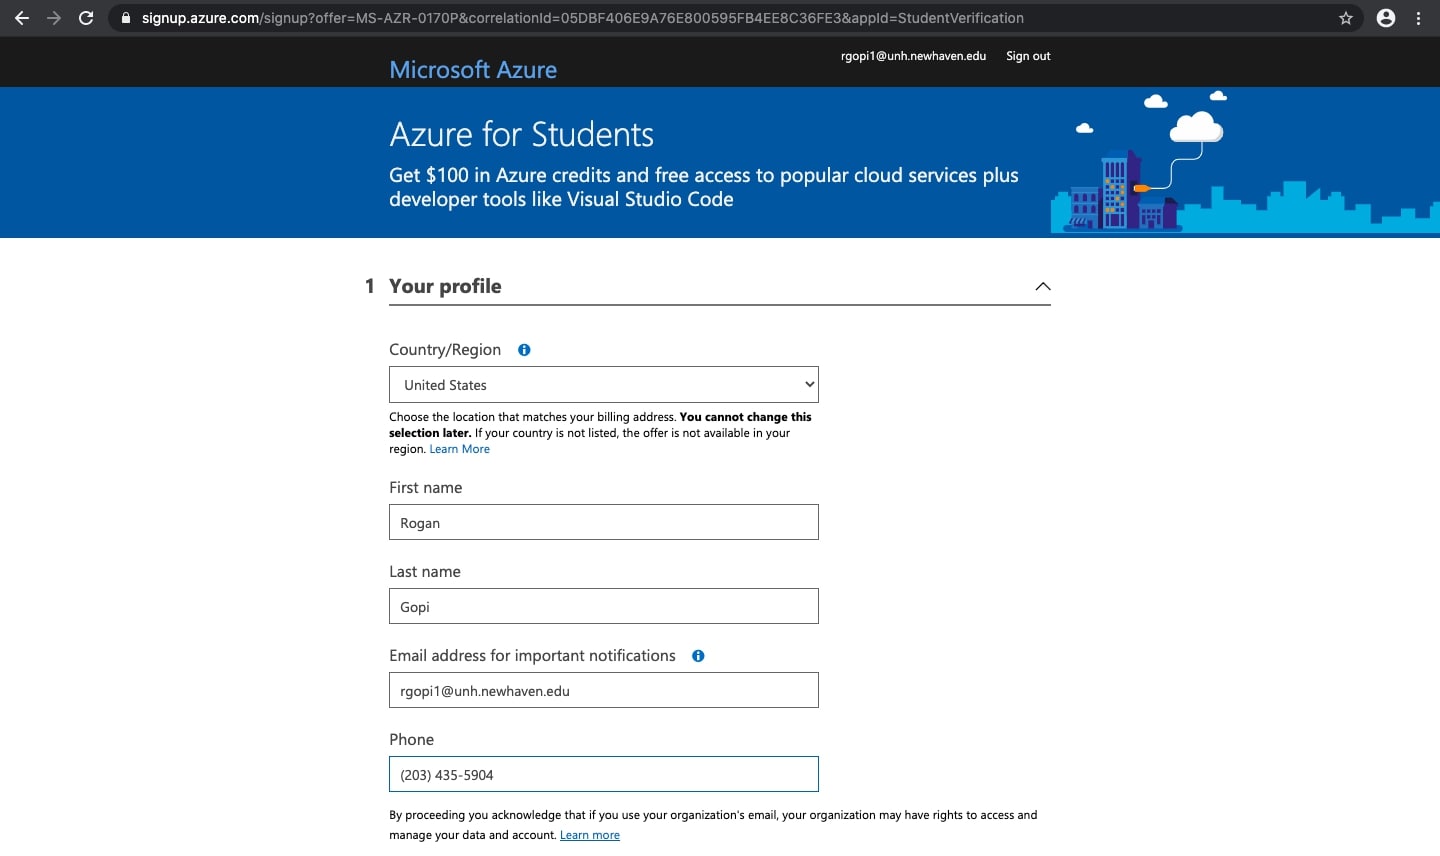 signup.azure.com/signup?offer=MS-AZR-0170P&correlationId=05DBF406E9A76E800595FB4EE8C36FE3&appId=StudentVerification
Microsoft Azure
rgopi1@unh.newhaven.edu Sign out
Azure for Students
Get $100 in Azure credits and free access to popular cloud services plus
developer tools like Visual Studio Code
1 Your profile
Country/Region
United States
Choose the location that matches your billing address. You cannot change this
selection later. If your country is not listed, the offer is not available in your
region. Learn More
First name
Rogan
Last name
Gopi
Email address for important notifications
rgopi1@unh.newhaven.edu
Phone
(203) 435-5904
By proceeding you acknowledge that if you use your organization's email, your organization may have rights to access and
manage your data and account. Learn more